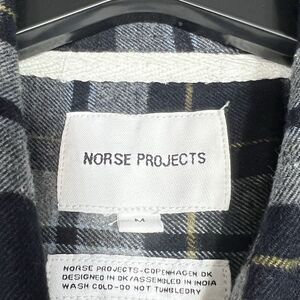 NORSE PROJECTS
M
NORSE PROJECTS-COPENHAGEN DK
DESIGNED IN DK/ASSEMBLED IN INDIA
WASH COLD-DO NOT TUMBLEDRY